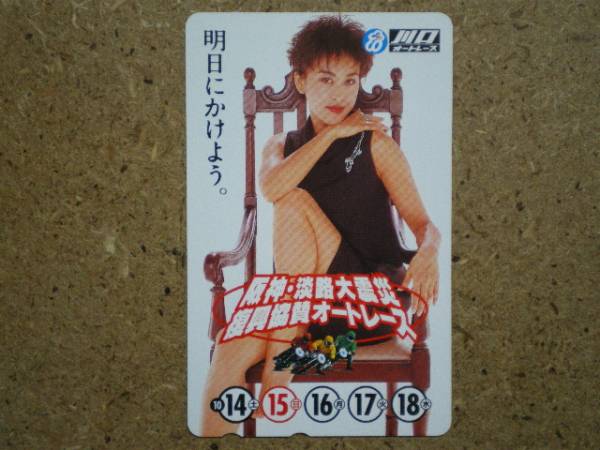 川口
オートレース
明日にかけよう。
阪神・淡路大震災
復興協賛オートレース
10 14土 15日 16月 17火 18水